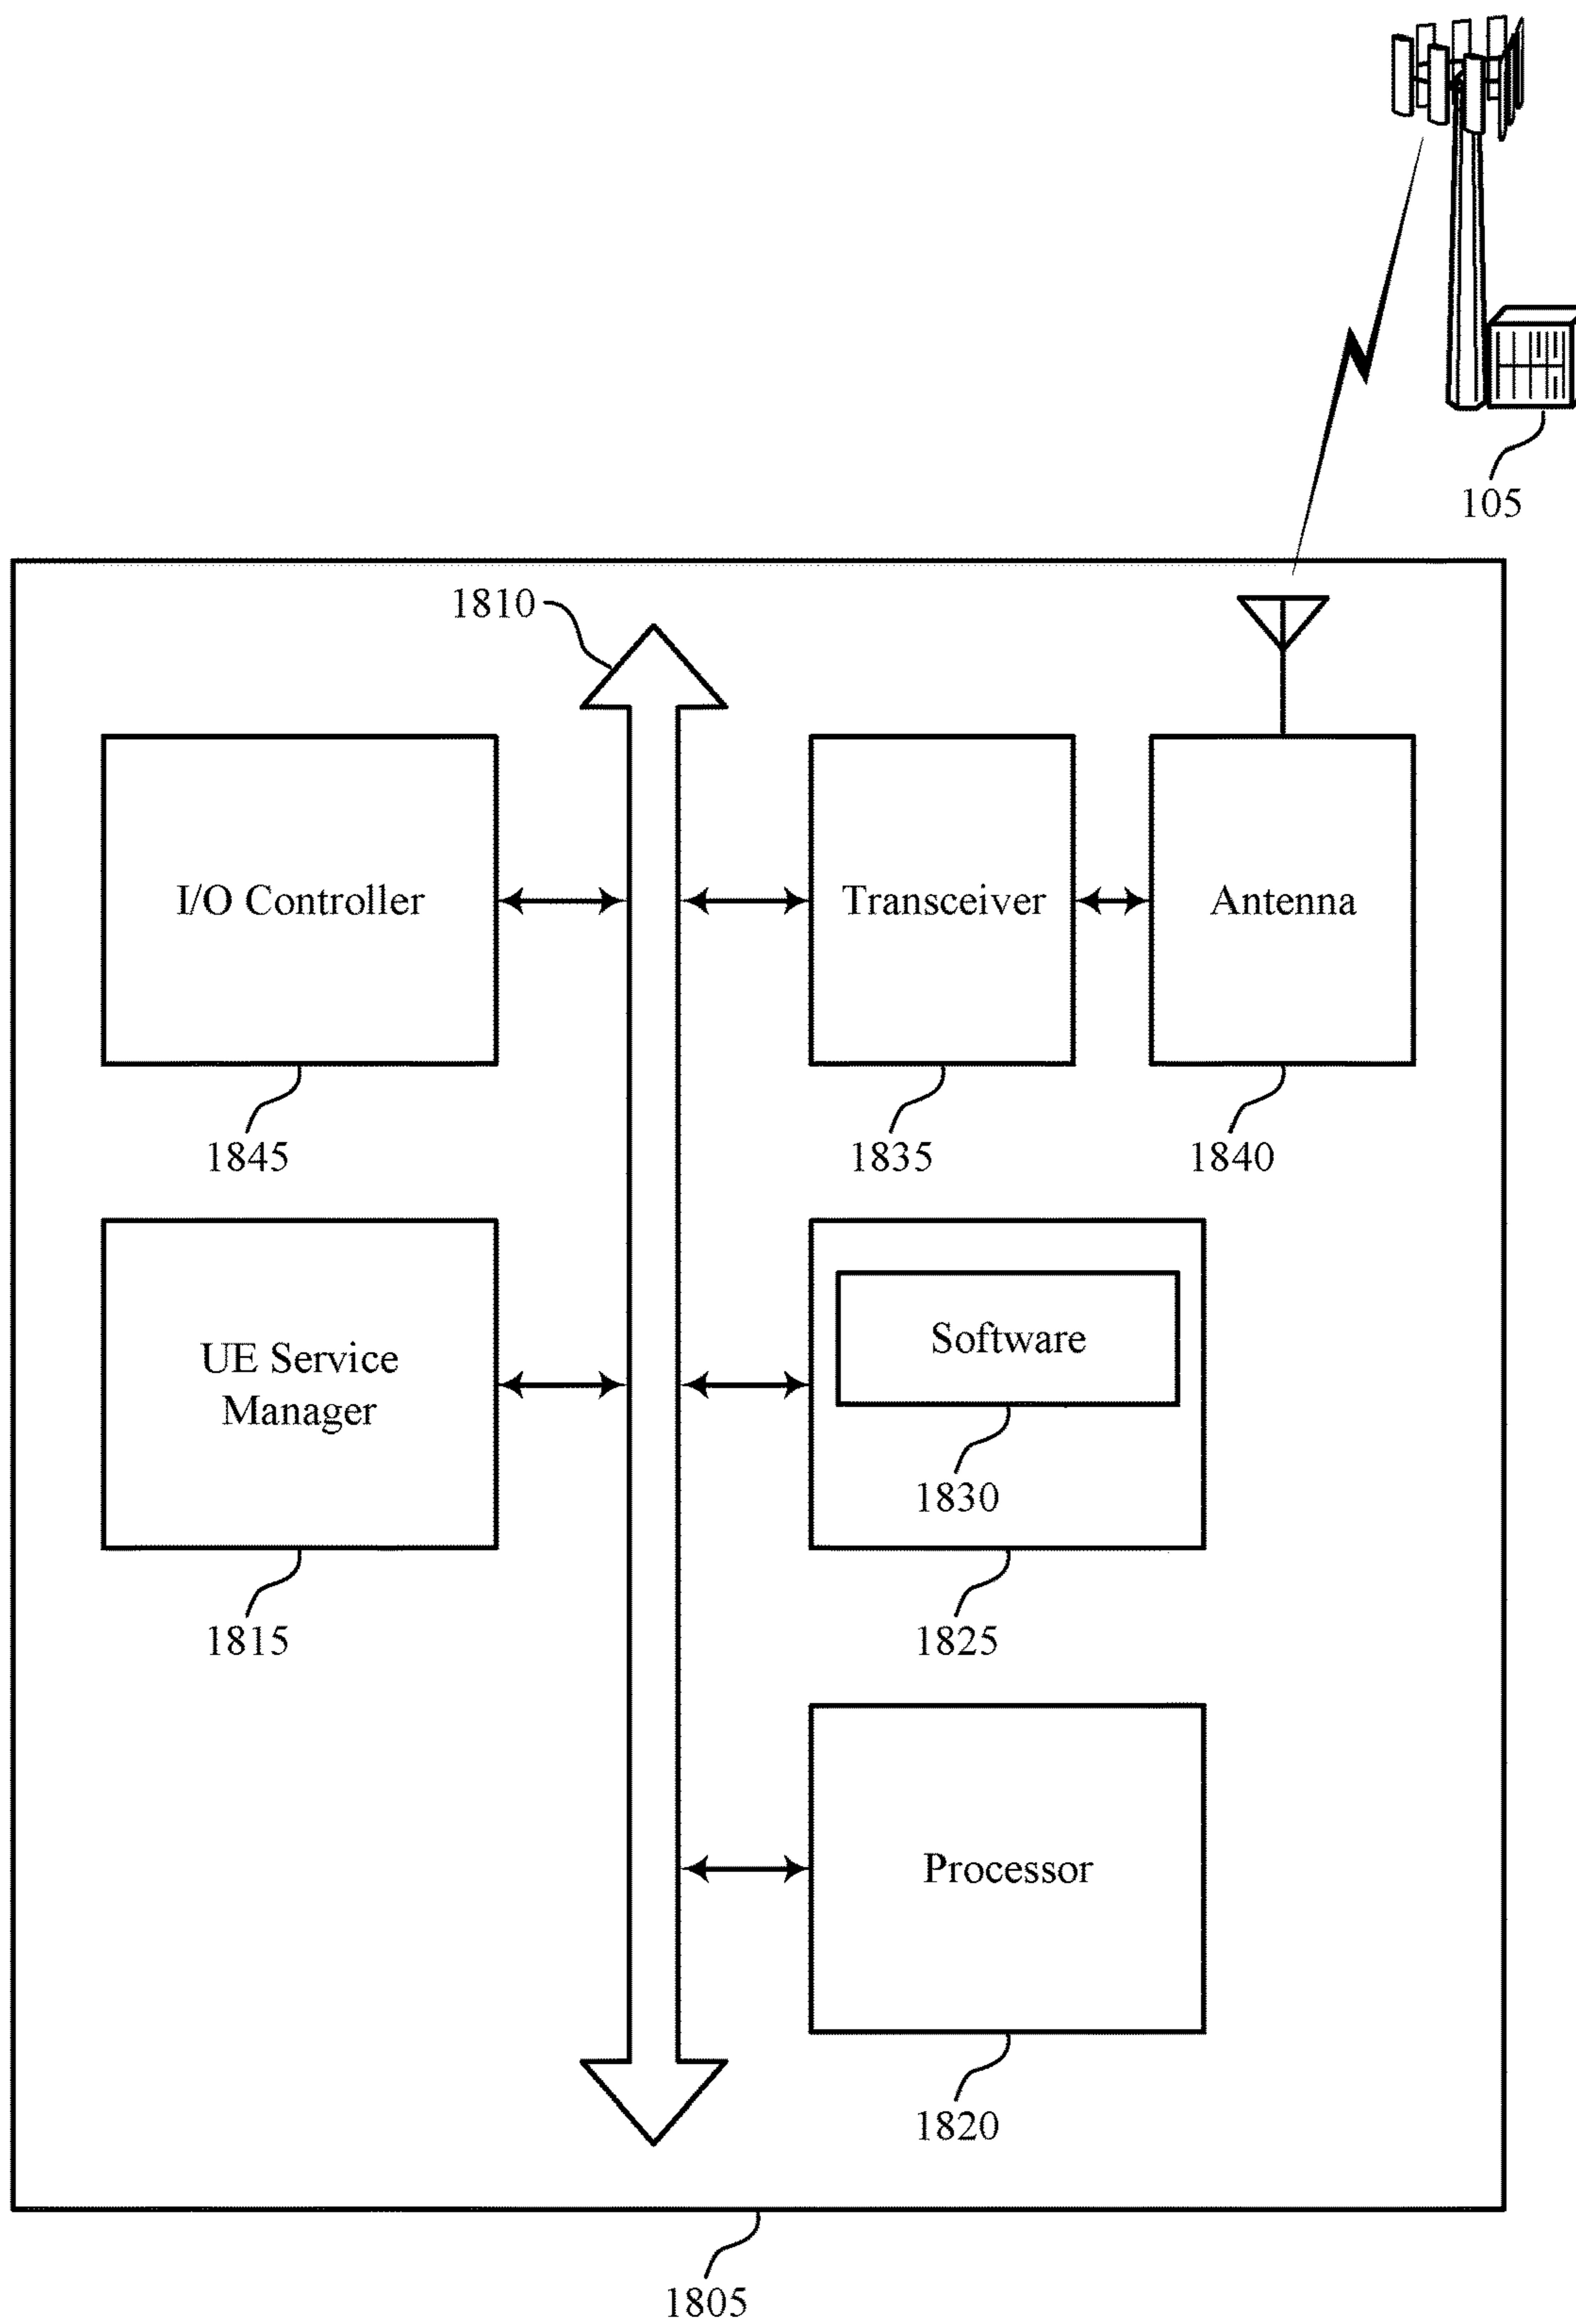 105
1810
I/O Controller
Transceiver
Antenna
1845
1835
1840
UE Service
Manager
Software
1830
1815
1825
Processor
1820
1805